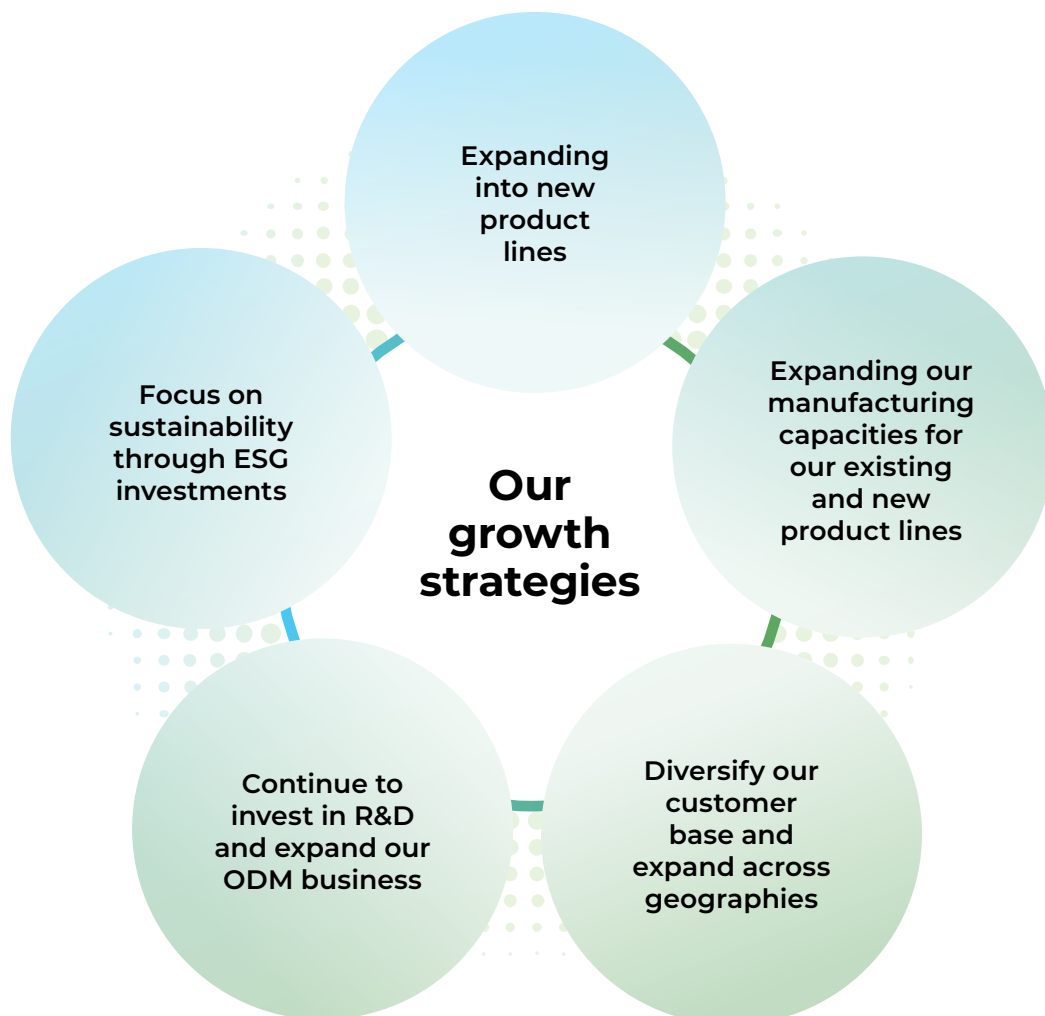 Expanding
into new
product
lines
Expanding our
manufacturing
capacities for
our existing
and new
product lines
Diversify our
customer
base and
expand across
geographies
Continue to
invest in R&D
and expand our
ODM business
Focus on
sustainability
through ESG
investments
Our
growth
strategies